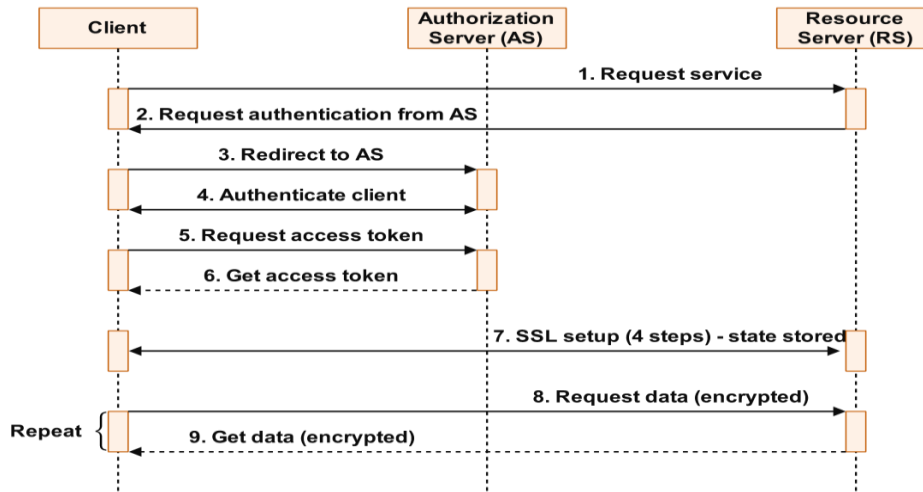 Client
Authorization
Server (AS)
Resource
Server (RS)
1. Request service
2. Request authentication from AS
3. Redirect to AS
4. Authenticate client
5. Request access token
6. Get access token
7. SSL setup (4 steps) - state stored
8. Request data (encrypted)
Repeat
9. Get data (encrypted)